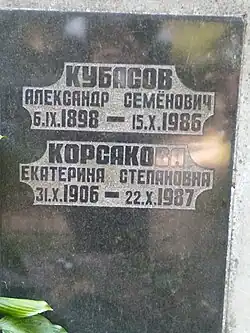 КУБАСОВ
АЛЕКСАНДР СЕМЁНОВИЧ
6.IX.1898 — 15.X.1986
КОРСАКОВА
ЕКАТЕРИНА СТЕПАНОВНА
31.X.1906 — 22.X.1987